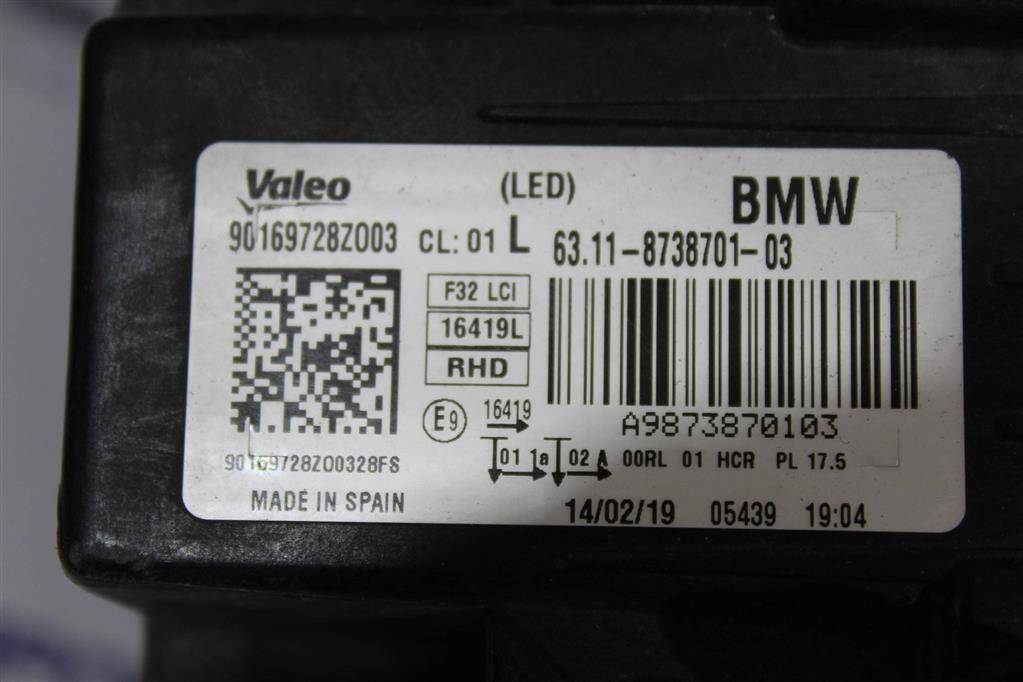 Valeo (LED) BMW
90169728Z003 CL: 01 L 63.11-8738701-03
F32 LCI
16419L
RHD
A9873870103
E9 16419
01 1a 02 A 00RL 01 HCR PL 17.5
90169728Z00328FS
MADE IN SPAIN 14/02/19 05439 19:04